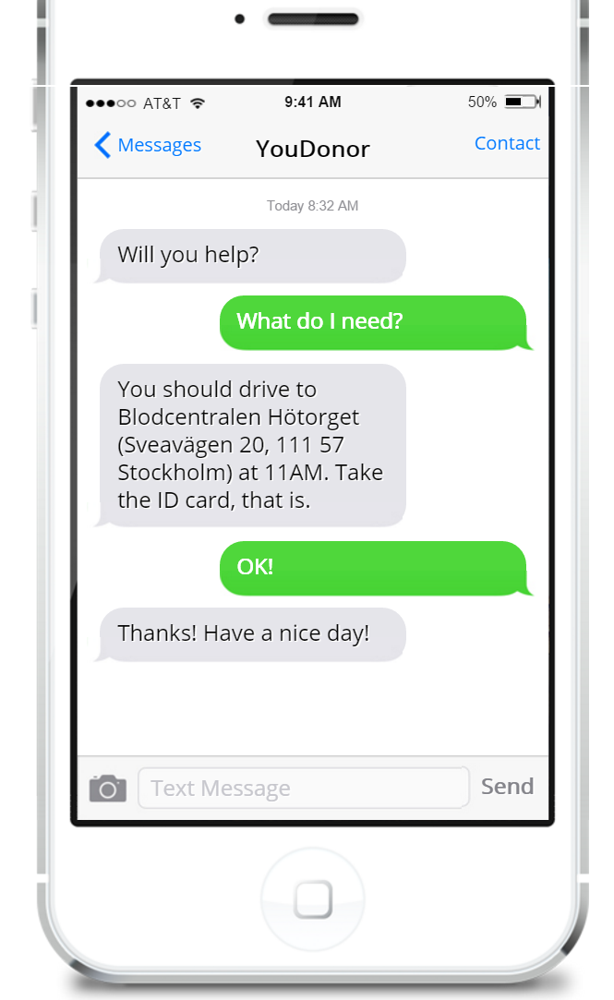 AT&T 9:41 AM 50%
Messages YouDonor Contact
Today 8:32 AM
Will you help?
What do I need?
You should drive to
Blodcentralen Hötorget
(Sveavägen 20, 111 57
Stockholm) at 11AM. Take
the ID card, that is.
OK!
Thanks! Have a nice day!
Text Message Send